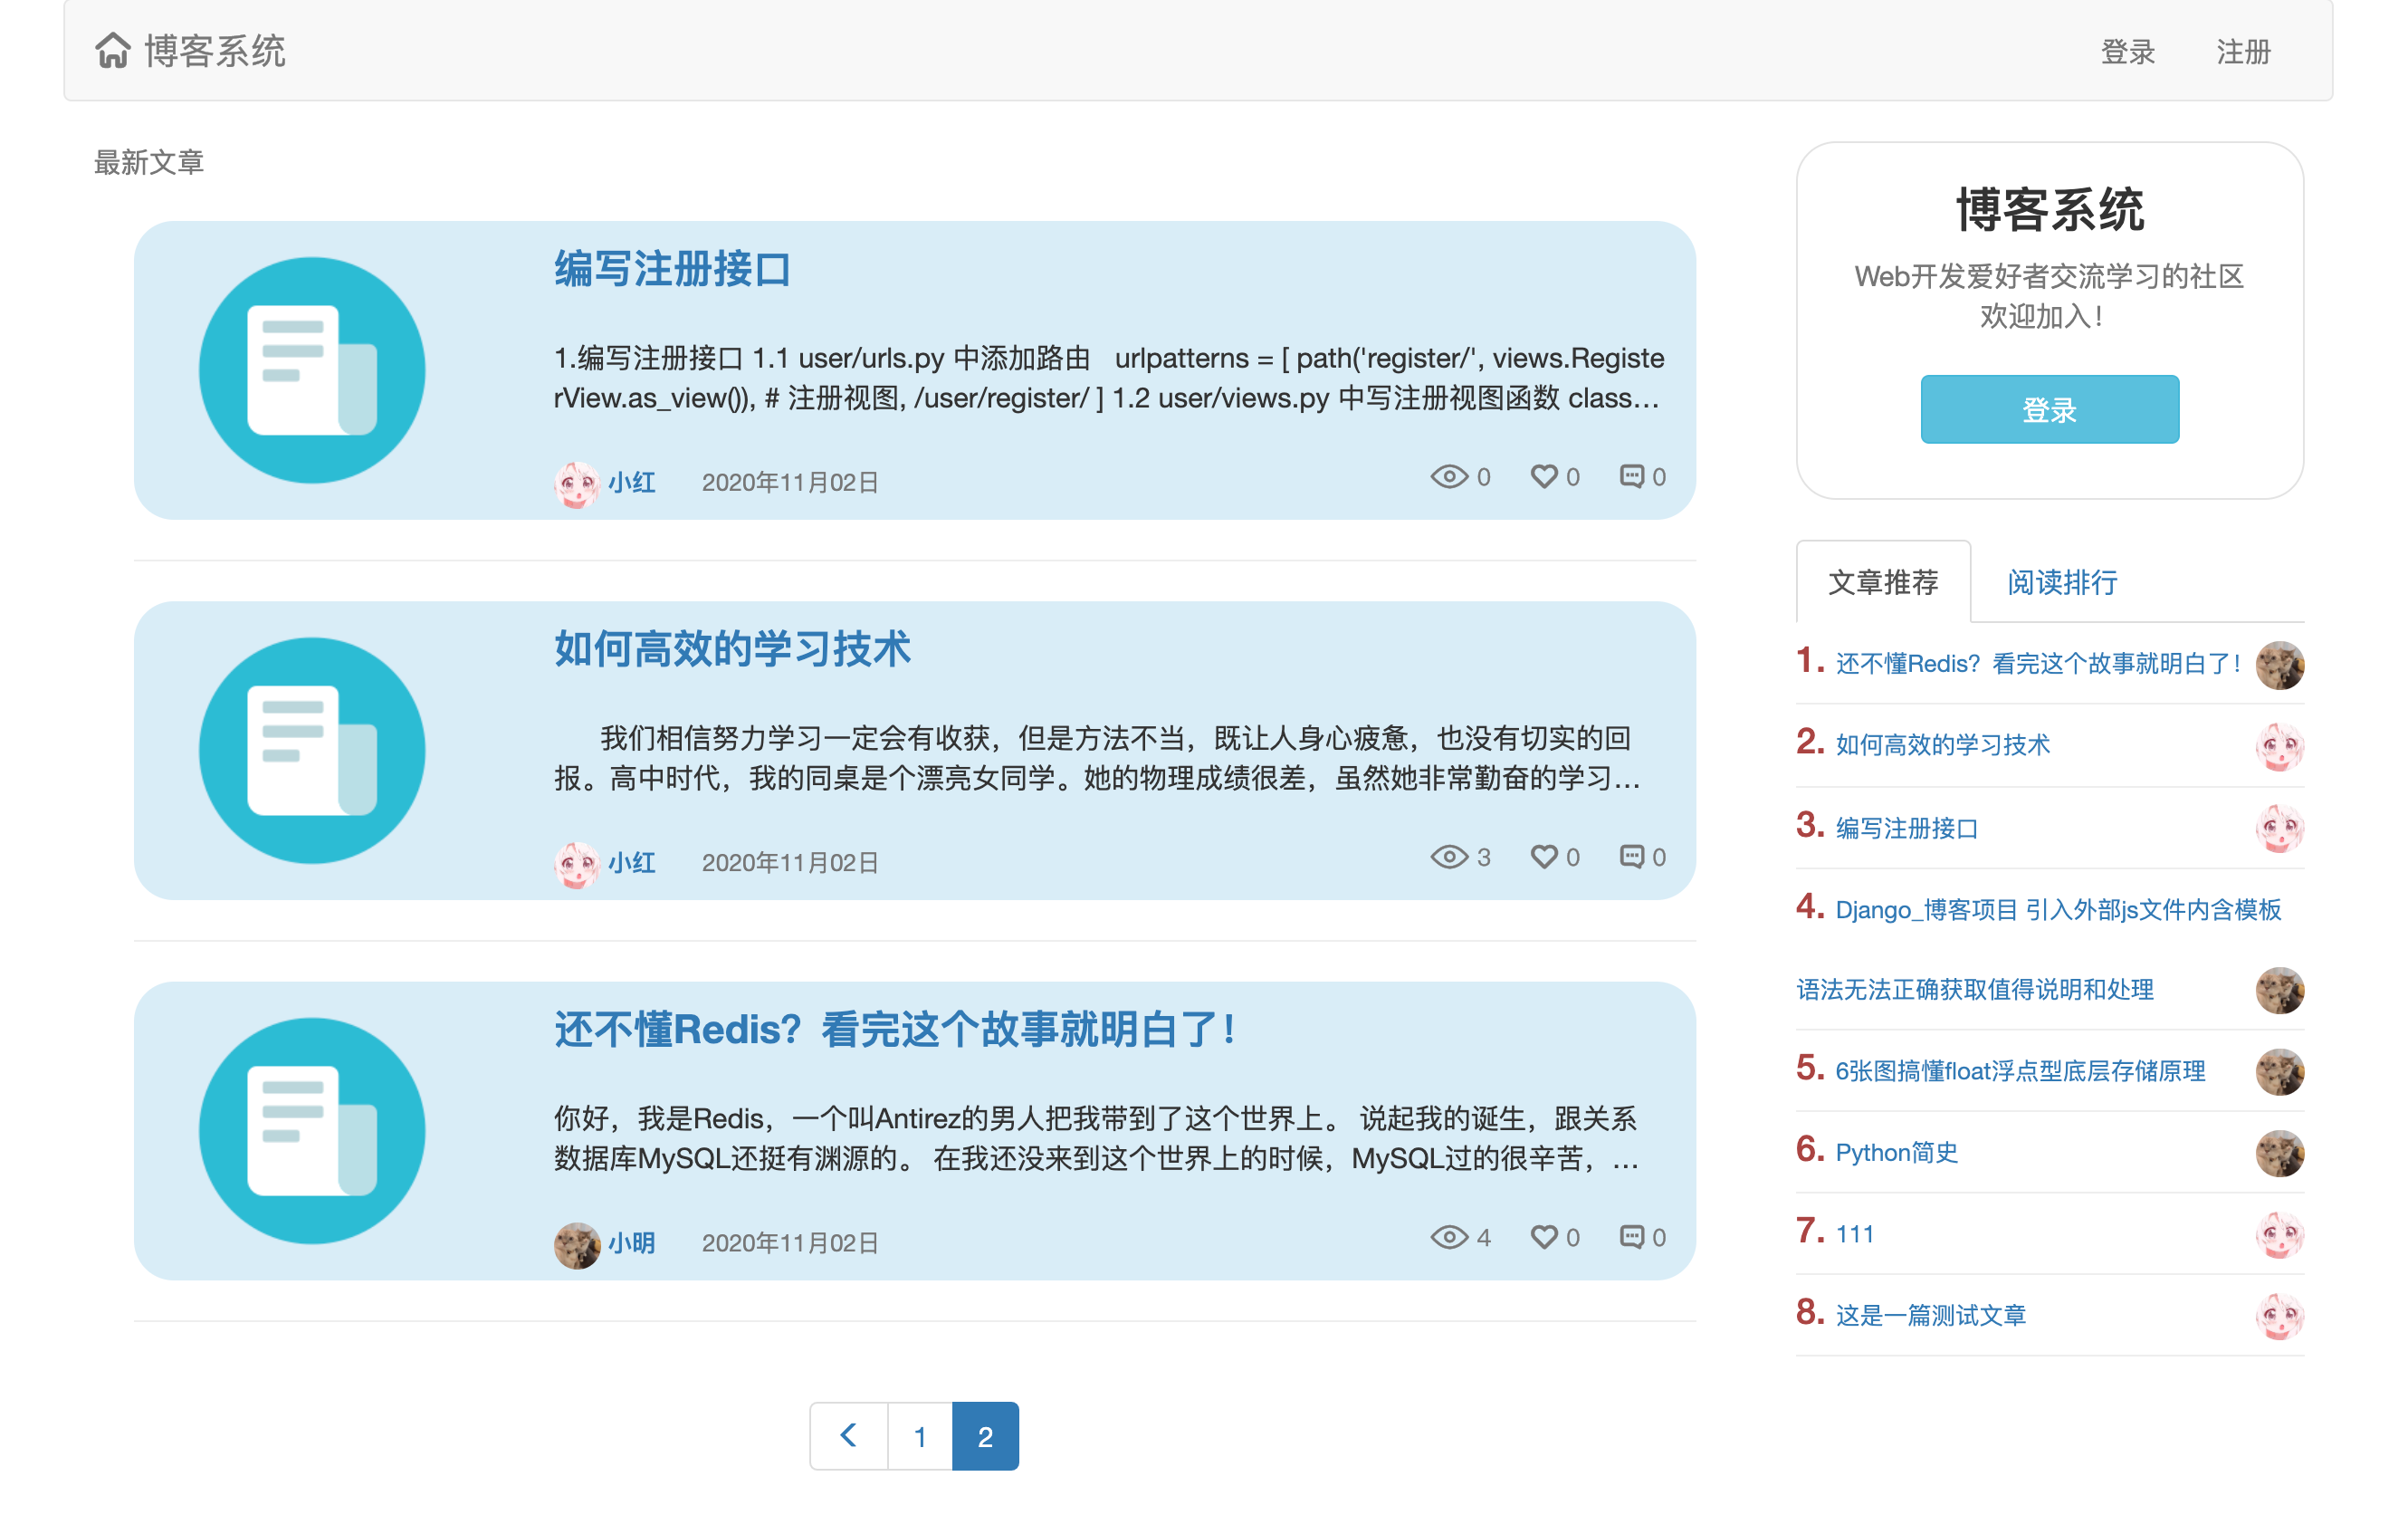 博客系统
登录 注册
最新文章
编写注册接口
1.编写注册接口 1.1 user/urls.py 中添加路由 urlpatterns = [ path('register/', views.Registe
rView.as_view()), # 注册视图, /user/register/ ] 1.2 user/views.py 中写注册视图函数 class...
小红 2020年11月02日 0 0 0
如何高效的学习技术
我们相信努力学习一定会有收获，但是方法不当，既让人身心疲惫，也没有切实的回
报。高中时代，我的同桌是个漂亮女同学。她的物理成绩很差，虽然她非常勤奋的学习...
小红 2020年11月02日 3 0 0
还不懂Redis？看完这个故事就明白了！
你好，我是Redis，一个叫Antirez的男人把我带到了这个世界上。 说起我的诞生，跟关系
数据库MySQL还挺有渊源的。 在我还没来到这个世界上的时候，MySQL过的很辛苦，...
小明 2020年11月02日 4 0 0
1 2
博客系统
Web开发爱好者交流学习的社区
欢迎加入！
登录
文章推荐 阅读排行
1. 还不懂Redis？看完这个故事就明白了！
2. 如何高效的学习技术
3. 编写注册接口
4. Django_博客项目 引入外部js文件内含模板
语法无法正确获取值得说明和处理
5. 6张图搞懂float浮点型底层存储原理
6. Python简史
7. 111
8. 这是一篇测试文章